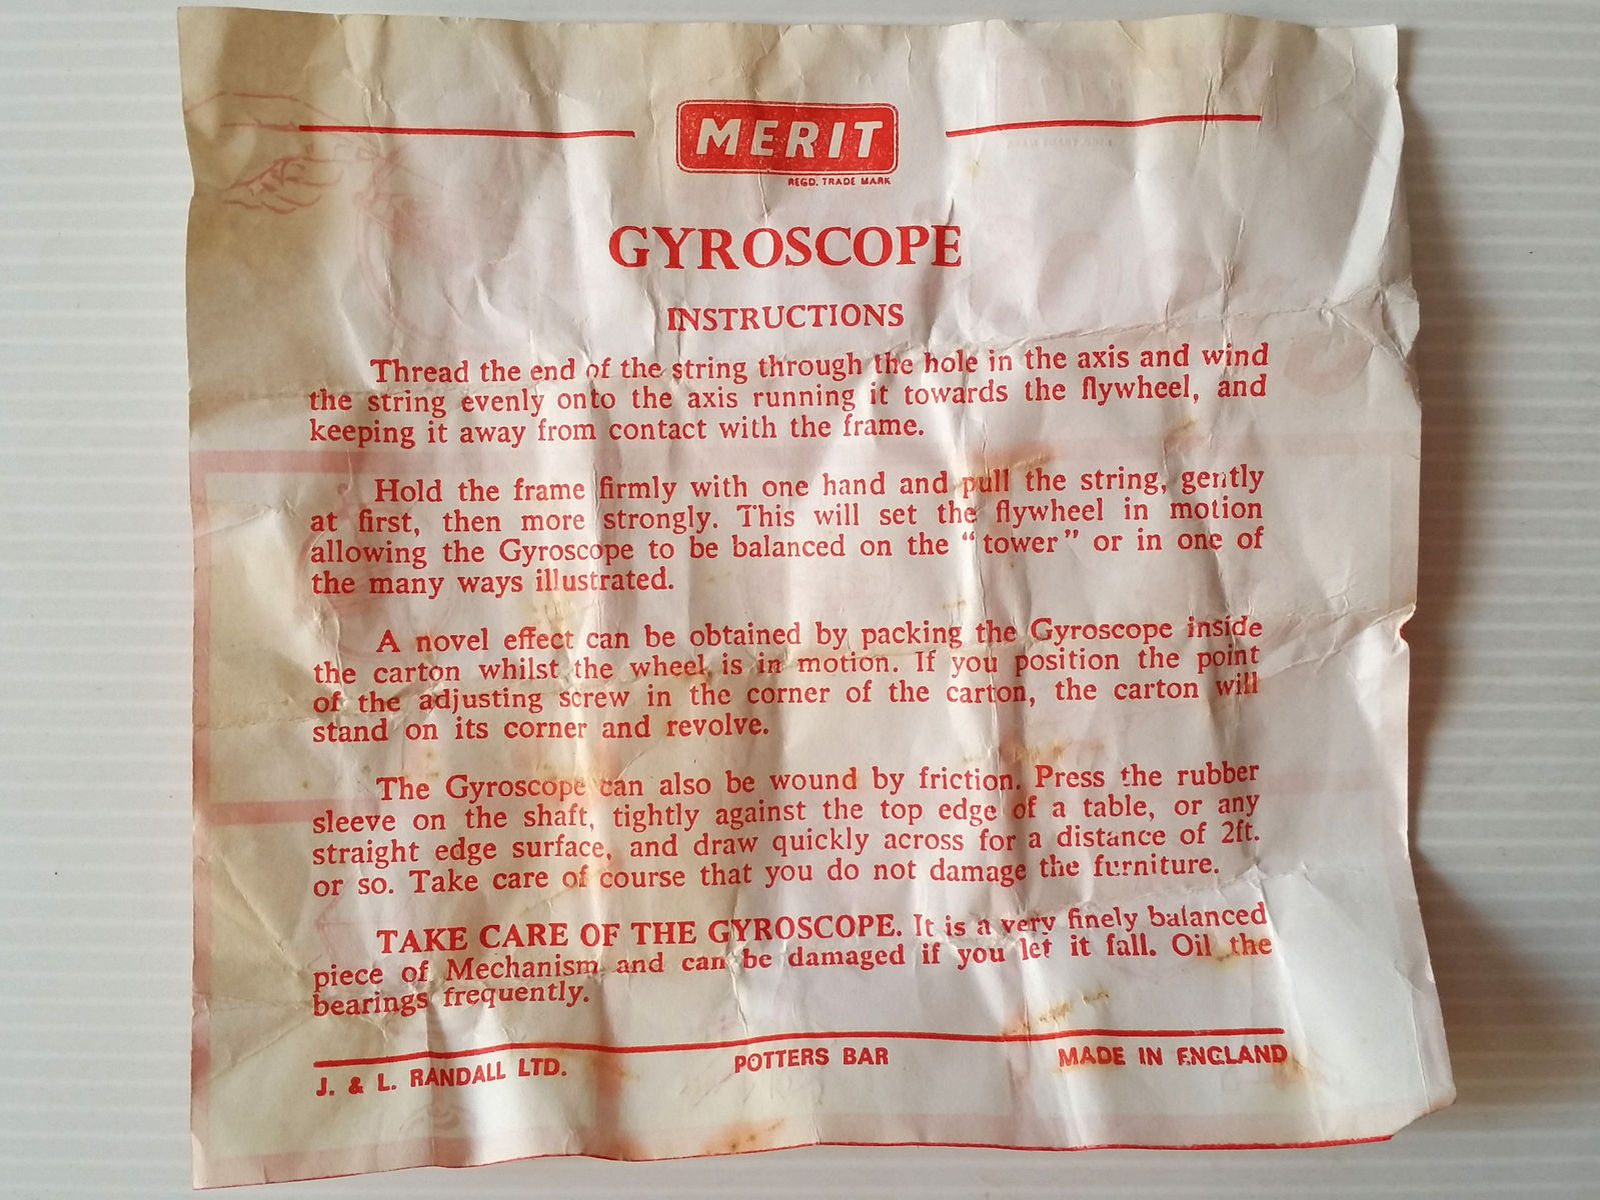 MERIT
REGD. TRADE MARK
GYROSCOPE
INSTRUCTIONS
Thread the end of the string through the hole in the axis and wind
the string evenly onto the axis running it towards the flywheel, and
keeping it away from contact with the frame.
Hold the frame firmly with one hand and pull the string, gently
at first, then more strongly. This will set the flywheel in motion
allowing the Gyroscope to be balanced on the “tower” or in one of
the many ways illustrated.
A novel effect can be obtained by packing the Gyroscope inside
the carton whilst the wheel is in motion. If you position the point
of the adjusting screw in the corner of the carton, the carton will
stand on its corner and revolve.
The Gyroscope can also be wound by friction. Press the rubber
sleeve on the shaft, tightly against the top edge of a table, or any
straight edge surface, and draw quickly across for a distance of 2ft.
or so. Take care of course that you do not damage the furniture.
TAKE CARE OF THE GYROSCOPE. It is a very finely balanced
piece of Mechanism and can be damaged if you let it fall. Oil the
bearings frequently.
J. & L. RANDALL LTD. POTTERS BAR MADE IN ENGLAND